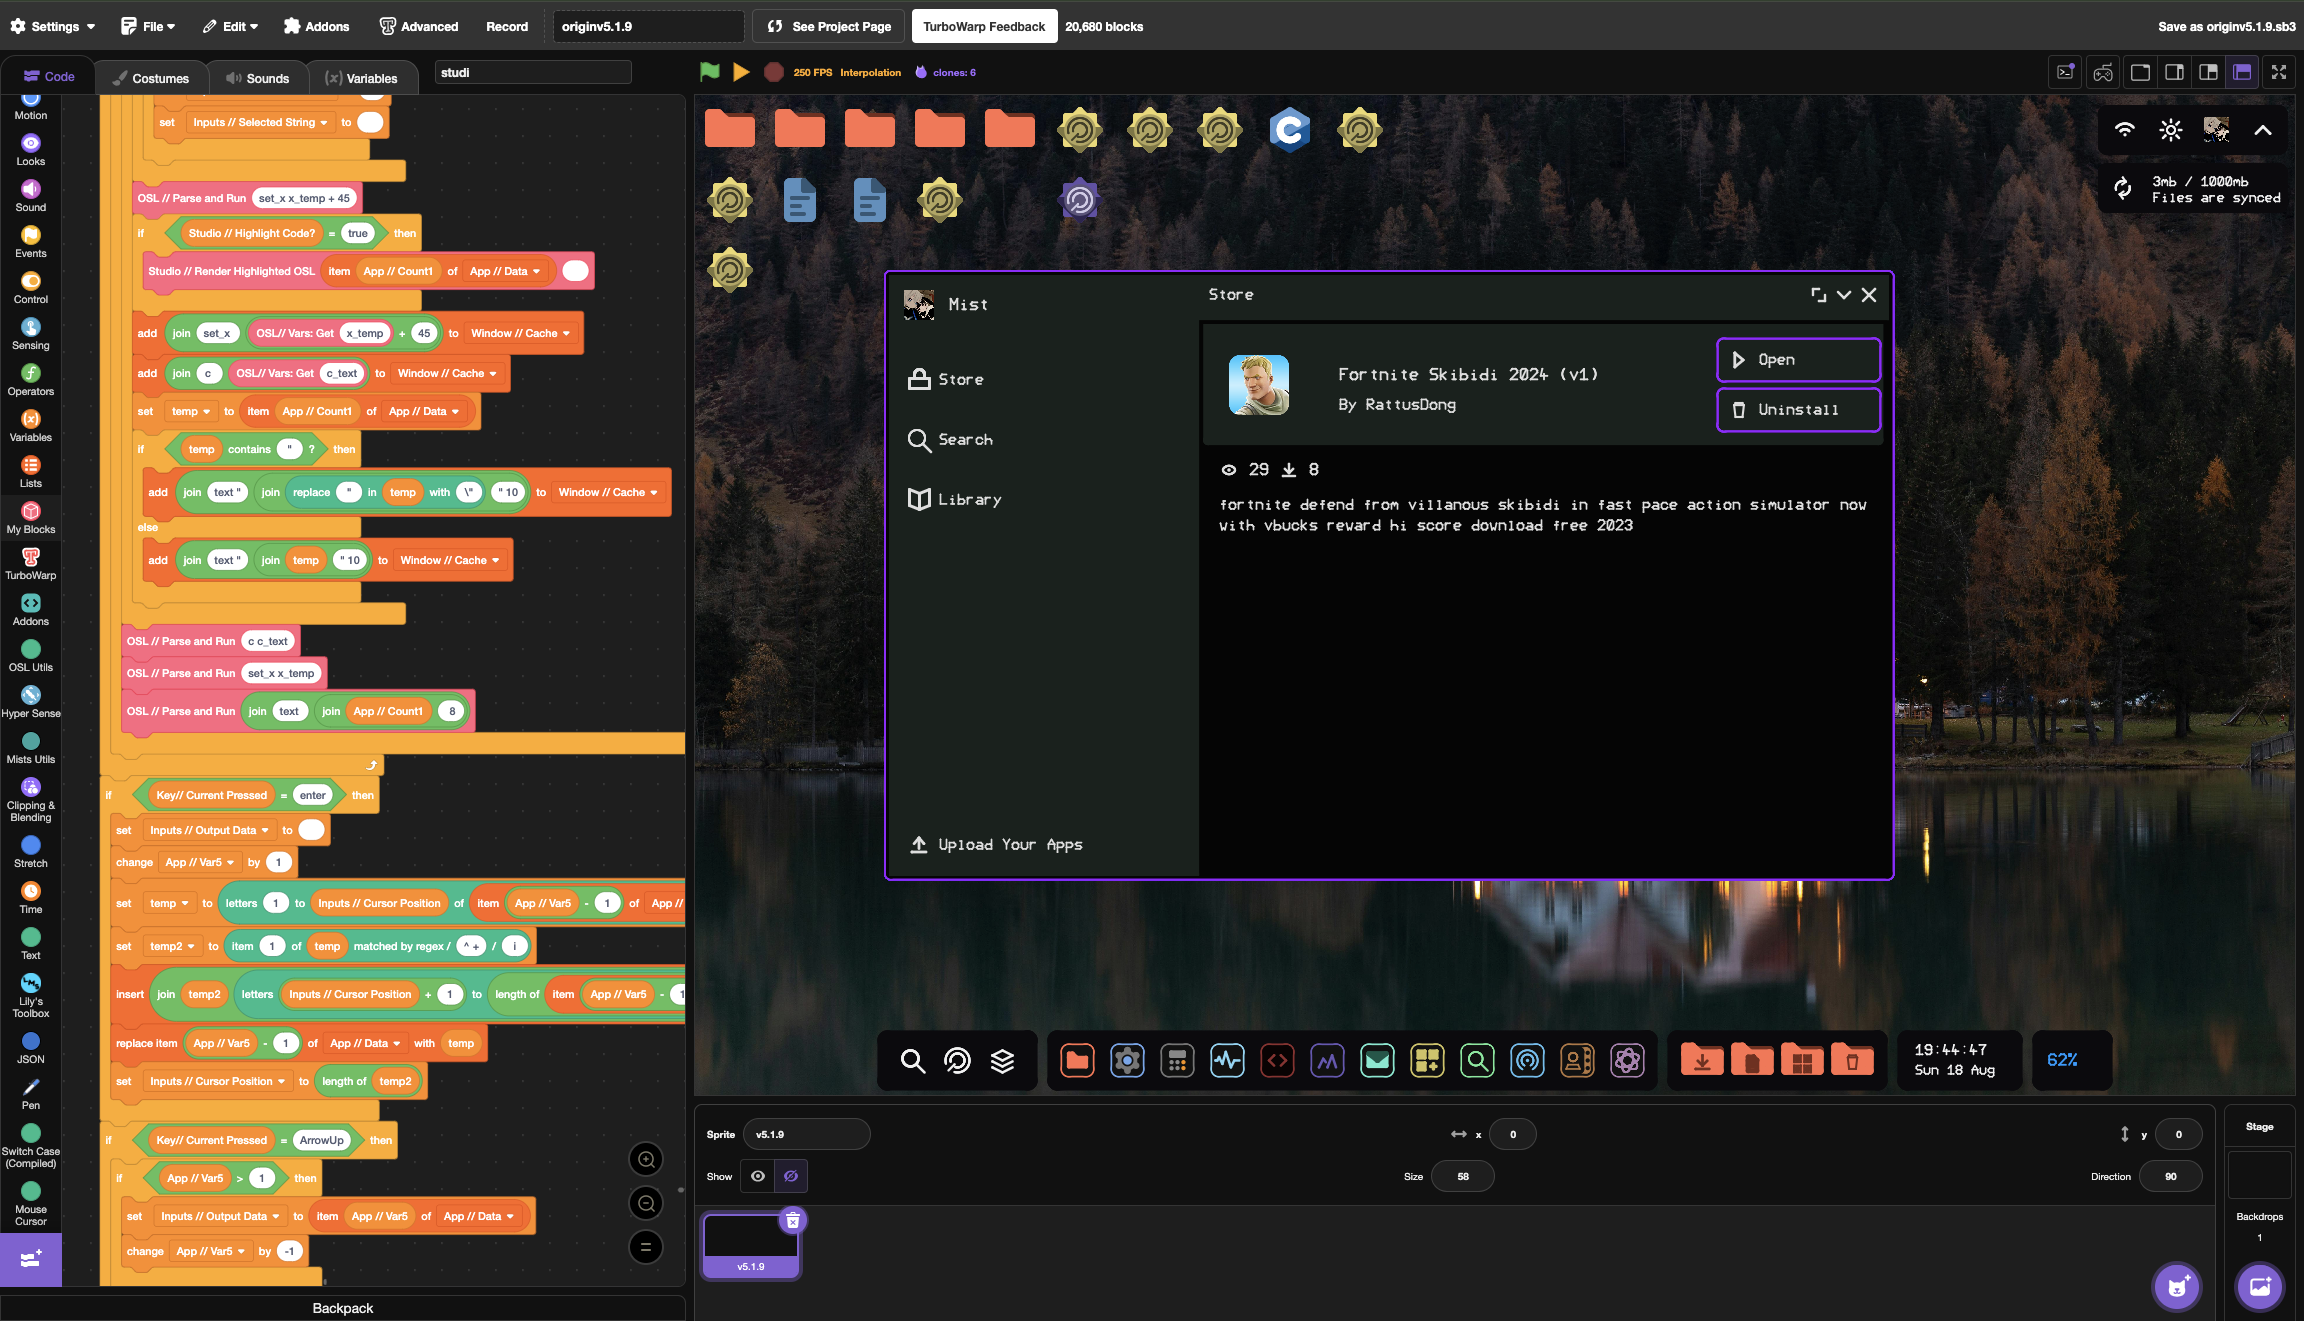 Settings
File
Edit
Addons
Advanced
Record
originv5.1.9
See Project Page
TurboWarp Feedback
20,680 blocks
Save as originv5.1.9.sb3
Code
Costumes
Sounds
(x) Variables
studi
250 FPS
Interpolation
clones: 6
Motion
Looks
Sound
Events
Control
Sensing
Operators
Variables
Lists
My Blocks
TurboWarp
Addons
OSL Utils
Hyper Sense
Mists Utils
Clipping &
Blending
Stretch
Time
Text
Lily's
Toolbox
JSON
Pen
Switch Case
(Compiled)
Mouse
Cursor
set Inputs // Selected String to
OSL // Parse and Run set_x x_temp + 45
if Studio // Highlight Code? = true then
Studio // Render Highlighted OSL item App // Count1 of App // Data
add join set_x OSL// Vars: Get x_temp + 45 to Window // Cache
add join c OSL// Vars: Get c_text to Window // Cache
set temp to item App // Count1 of App // Data
if temp contains " ? then
add join text " join replace " in temp with \" " 10 to Window // Cache
else
add join text " join temp " 10 to Window // Cache
OSL // Parse and Run c c_text
OSL // Parse and Run set_x x_temp
OSL // Parse and Run join text join App // Count1 8
if Key// Current Pressed = enter then
set Inputs // Output Data to
change App // Var5 by 1
set temp to letters 1 to Inputs // Cursor Position of item App // Var5 - 1 of App //
set temp2 to item 1 of temp matched by regex / ^ + / i
insert join temp2 letters Inputs // Cursor Position + 1 to length of item App // Var5 - 1
replace item App // Var5 - 1 of App // Data with temp
set Inputs // Cursor Position to length of temp2
if Key// Current Pressed = ArrowUp then
if App // Var5 > 1 then
set Inputs // Output Data to item App // Var5 of App // Data
change App // Var5 by -1
Backpack
3mb / 1000mb
Files are synced
Mist
Store
Search
Library
Upload Your Apps
Store
Fortnite Skibidi 2024 (v1)
By RattusDong
Open
Uninstall
29 8
fortnite defend from villanous skibidi in fast pace action simulator now
with vbucks reward hi score download free 2023
19:44:47
Sun 18 Aug
62%
Sprite
v5.1.9
x 0
y 0
Show
Size 58
Direction 90
v5.1.9
Stage
Backdrops
1